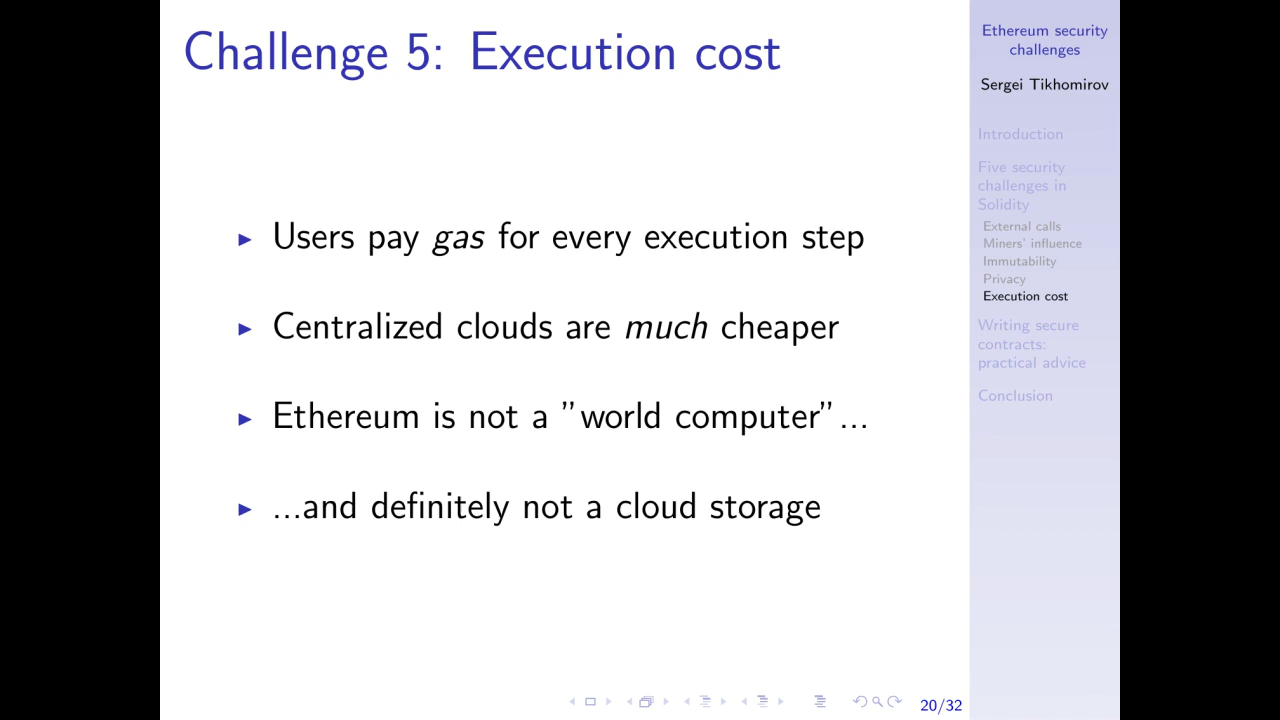 Challenge 5: Execution cost
Users pay gas for every execution step
Centralized clouds are much cheaper
Ethereum is not a ”world computer”...
...and definitely not a cloud storage
Ethereum security
challenges
Sergei Tikhomirov
Introduction
Five security
challenges in
Solidity
External calls
Miners' influence
Immutability
Privacy
Execution cost
Writing secure
contracts:
practical advice
Conclusion
20/32